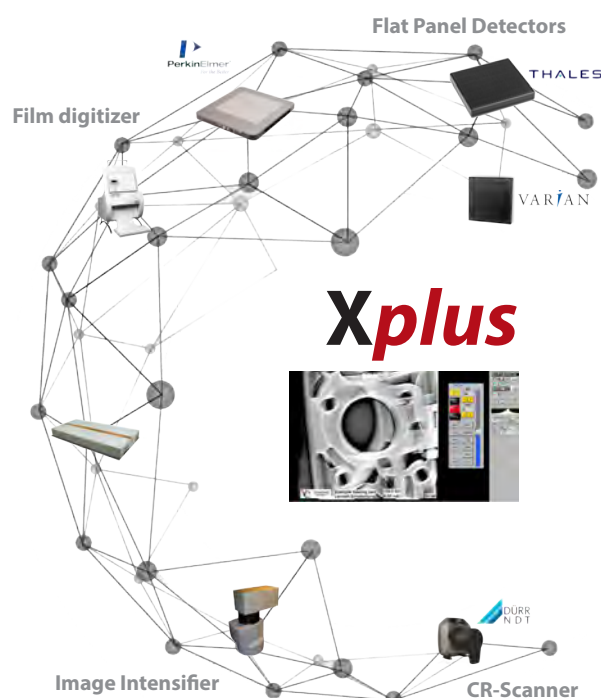 Flat Panel Detectors
PerkinElmer
THALES
Film digitizer
VARIAN
Xplus
DÜRR
NDT
Image Intensifier
CR-Scanner